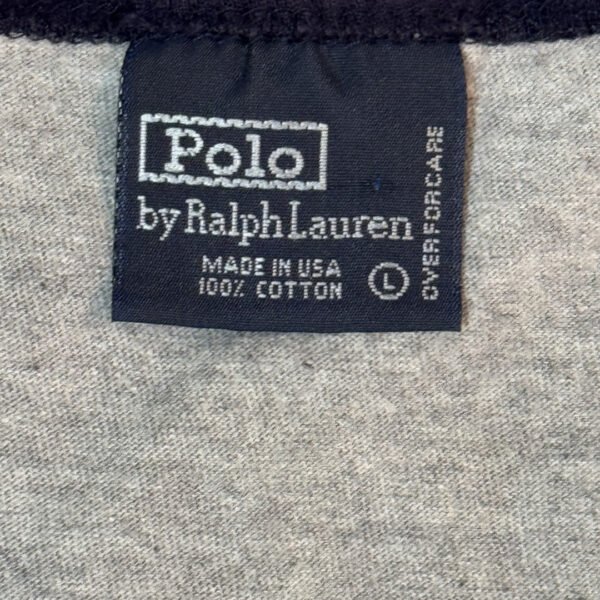 Polo
by Ralph Lauren
MADE IN USA
100% COTTON
L
OVER FOR CARE